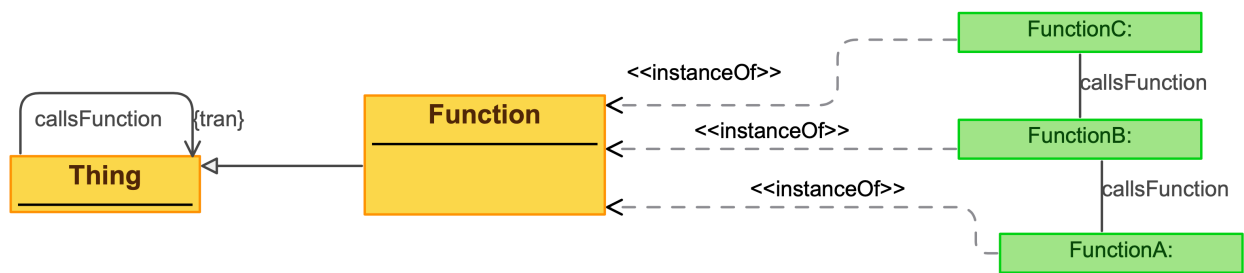 FunctionC:
<<instanceOf>>
callsFunction
Function
callsFunction {tran}
<<instanceOf>>
FunctionB:
Thing
<<instanceOf>>
callsFunction
FunctionA: